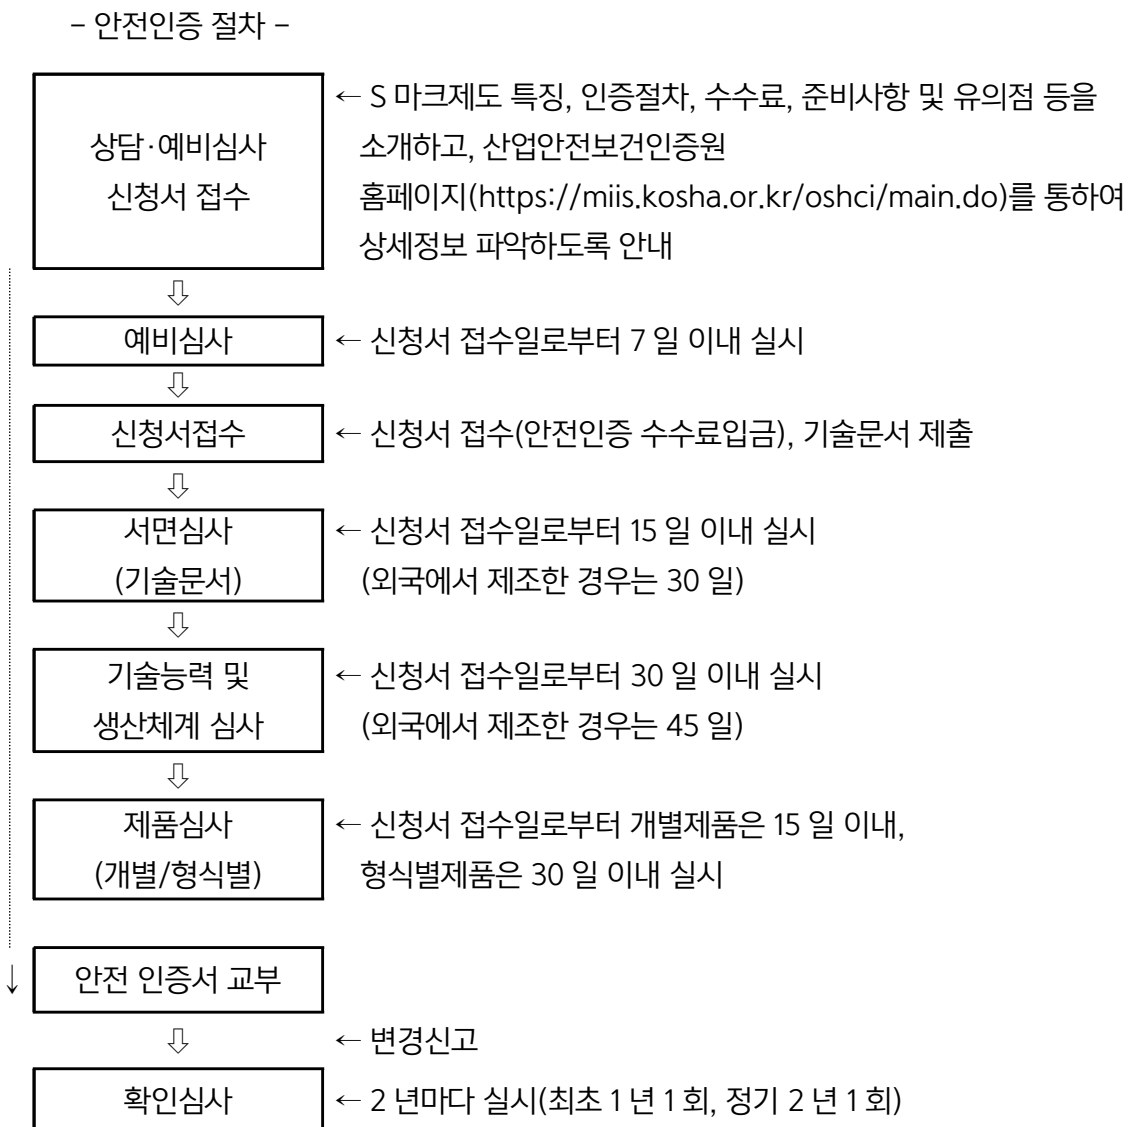 - 안전인증 절차 -
상담·예비심사
신청서 접수
← S 마크제도 특징, 인증절차, 수수료, 준비사항 및 유의점 등을
소개하고, 산업안전보건인증원
홈페이지(https://miis.kosha.or.kr/oshci/main.do)를 통하여
상세정보 파악하도록 안내
⇩
예비심사
← 신청서 접수일로부터 7 일 이내 실시
⇩
신청서접수
← 신청서 접수(안전인증 수수료입금), 기술문서 제출
⇩
서면심사
(기술문서)
← 신청서 접수일로부터 15 일 이내 실시
(외국에서 제조한 경우는 30 일)
⇩
기술능력 및
생산체계 심사
← 신청서 접수일로부터 30 일 이내 실시
(외국에서 제조한 경우는 45 일)
⇩
제품심사
(개별/형식별)
← 신청서 접수일로부터 개별제품은 15 일 이내,
형식별제품은 30 일 이내 실시
↓
안전 인증서 교부
⇩
← 변경신고
확인심사
← 2 년마다 실시(최초 1 년 1 회, 정기 2 년 1 회)